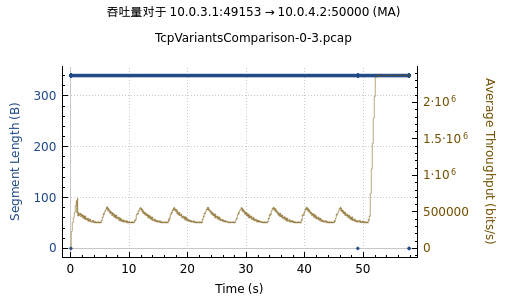 吞吐量对于 10.0.3.1:49153 → 10.0.4.2:50000 (MA)
TcpVariantsComparison-0-3.pcap
Segment Length (B)
300
200
100
0
2·10⁶
1.5·10⁶
1·10⁶
500000
0
Average Throughput (bits/s)
0 10 20 30 40 50
Time (s)